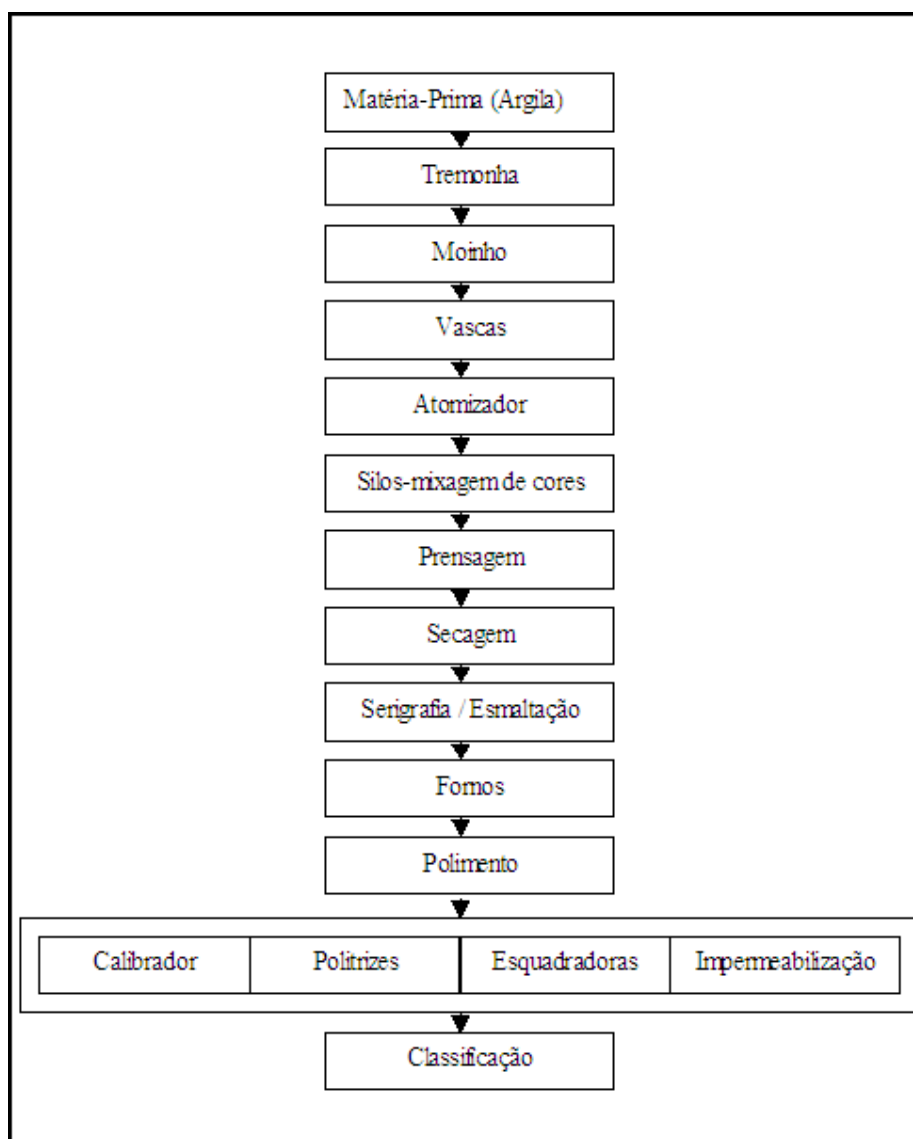 Matéria-Prima (Argila)
Tremonha
Moinho
Vascas
Atomizador
Silos-mixagem de cores
Prensagem
Secagem
Serigrafia / Esmaltação
Fornos
Polimento
Calibrador
Politrizes
Esquadradoras
Impermeabilização
Classificação